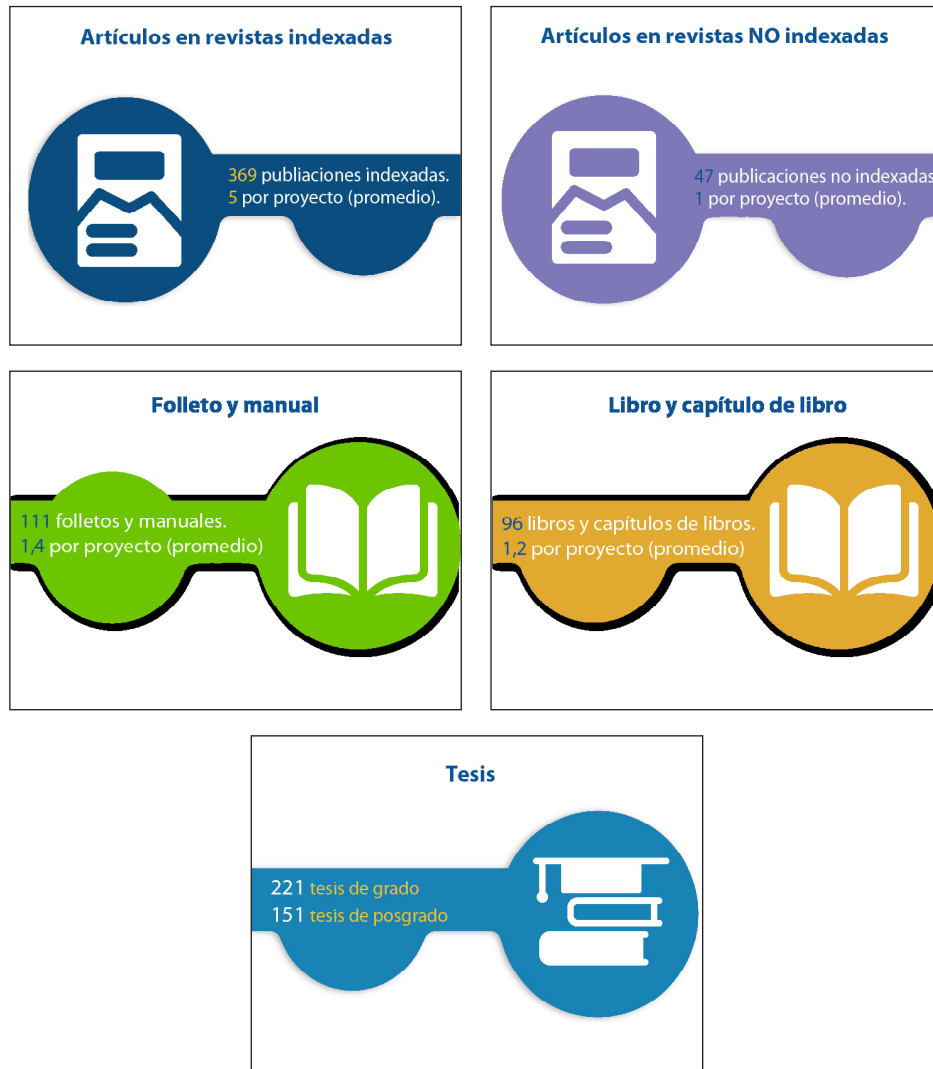 Artículos en revistas indexadas
369 publiaciones indexadas.
5 por proyecto (promedio).
Artículos en revistas NO indexadas
47 publicaciones no indexadas
1 por proyecto (promedio).
Folleto y manual
111 folletos y manuales.
1,4 por proyecto (promedio)
Libro y capítulo de libro
96 libros y capítulos de libros.
1,2 por proyecto (promedio)
Tesis
221 tesis de grado
151 tesis de posgrado